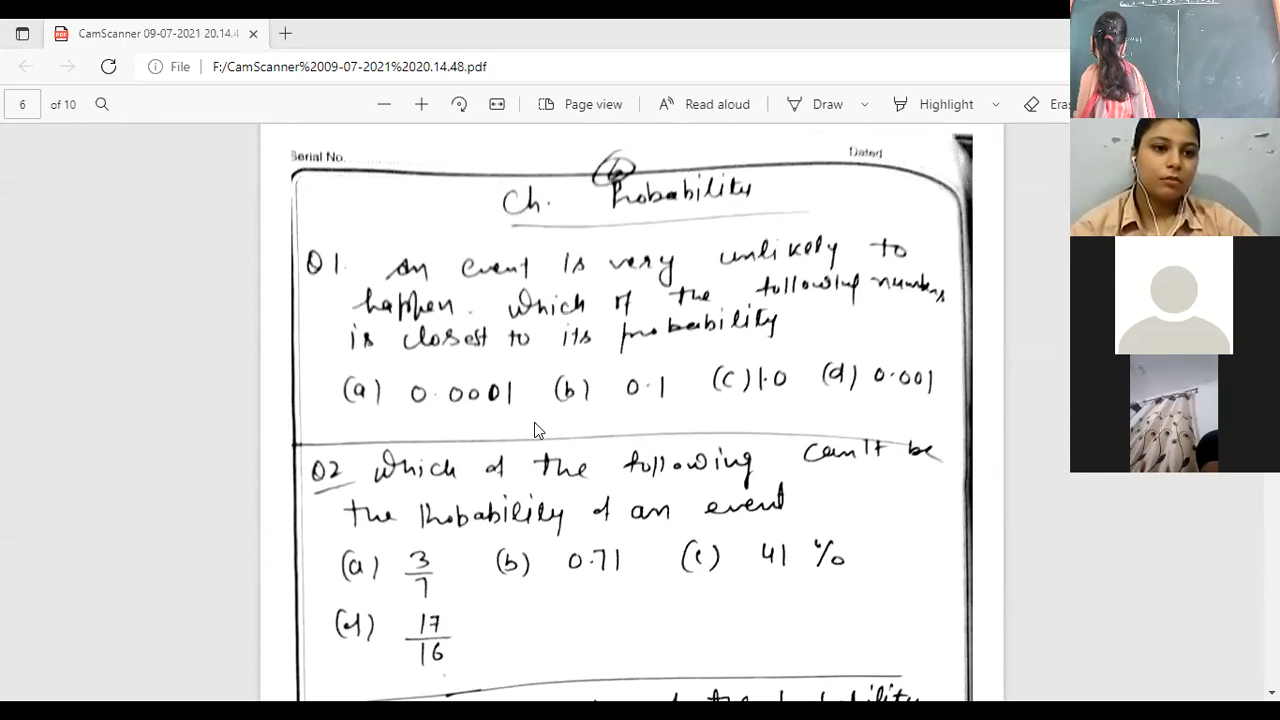 CamScanner 09-07-2021 20.14.4
File F:/CamScanner%2009-07-2021%2020.14.48.pdf
6 of 10 Page view Read aloud Draw Highlight Eras
Serial No. Dated
Ch. Probability
Q1. An event is very unlikely to
happen. which of the following numbers
is closest to its probability
(a) 0.0001 (b) 0.1 (c) 1.0 (d) 0.001
Q2 which of the following can't be
the Probability of an event
(a) 3/7 (b) 0.71 (c) 41 %
(d) 17/16